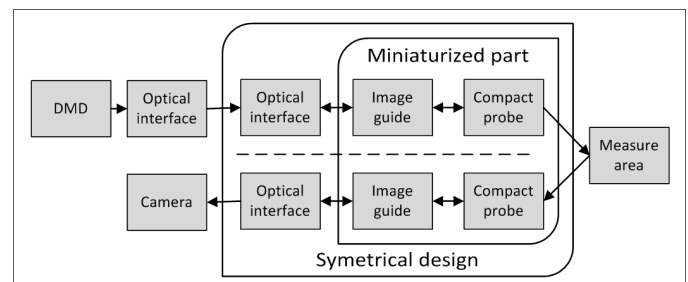 Miniaturized part
DMD
Optical
interface
Optical
interface
Image
guide
Compact
probe
Measure
area
Camera
Optical
interface
Image
guide
Compact
probe
Symetrical design